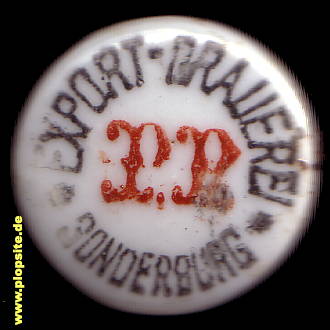 EXPORT-BRAUEREI
P.P.
* SONDERBURG *
www.plopsite.de